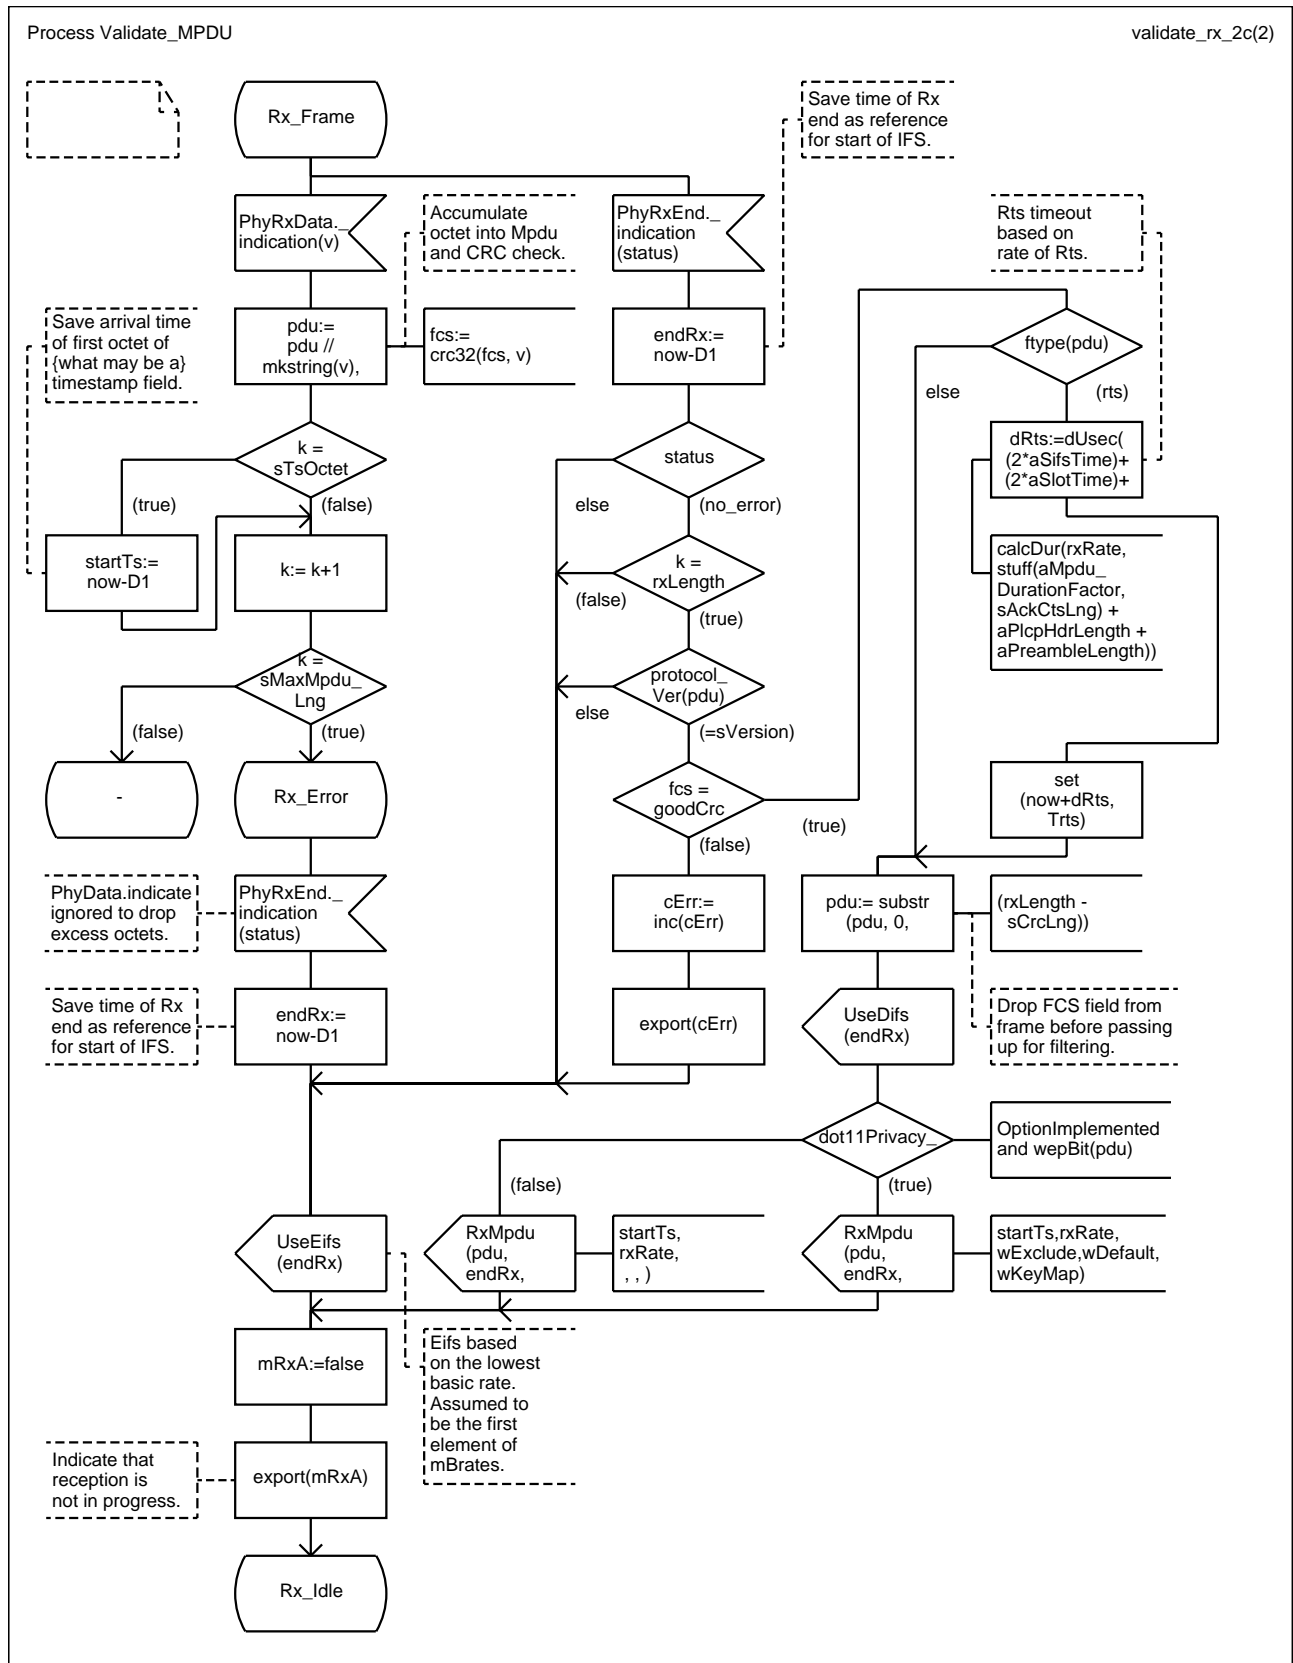 Process Validate_MPDU
validate_rx_2c(2)
Rx_Frame
Save time of Rx
end as reference
for start of IFS.
PhyRxData._
indication(v)
Accumulate
octet into Mpdu
and CRC check.
PhyRxEnd._
indication
(status)
Rts timeout
based on
rate of Rts.
Save arrival time
of first octet of
{what may be a}
timestamp field.
pdu:=
pdu //
mkstring(v),
fcs:=
crc32(fcs, v)
endRx:=
now-D1
ftype(pdu)
else
(rts)
k =
sTsOctet
(true)
(false)
status
else
(no_error)
dRts:=dUsec(
(2*aSifsTime)+
(2*aSlotTime)+
startTs:=
now-D1
k:= k+1
k =
rxLength
(false)
(true)
calcDur(rxRate,
stuff(aMpdu_
DurationFactor,
sAckCtsLng) +
aPlcpHdrLength +
aPreambleLength))
k =
sMaxMpdu_
Lng
(false)
(true)
protocol_
Ver(pdu)
else
(=sVersion)
-
Rx_Error
fcs =
goodCrc
(true)
(false)
set
(now+dRts,
Trts)
PhyData.indicate
ignored to drop
excess octets.
PhyRxEnd._
indication
(status)
cErr:=
inc(cErr)
pdu:= substr
(pdu, 0,
(rxLength -
sCrcLng))
Save time of Rx
end as reference
for start of IFS.
endRx:=
now-D1
export(cErr)
UseDifs
(endRx)
Drop FCS field from
frame before passing
up for filtering.
dot11Privacy_
OptionImplemented
and wepBit(pdu)
(false)
(true)
UseEifs
(endRx)
RxMpdu
(pdu,
endRx,
startTs,
rxRate,
, , )
RxMpdu
(pdu,
endRx,
startTs,rxRate,
wExclude,wDefault,
wKeyMap)
mRxA:=false
Eifs based
on the lowest
basic rate.
Assumed to
be the first
element of
mBrates.
Indicate that
reception is
not in progress.
export(mRxA)
Rx_Idle